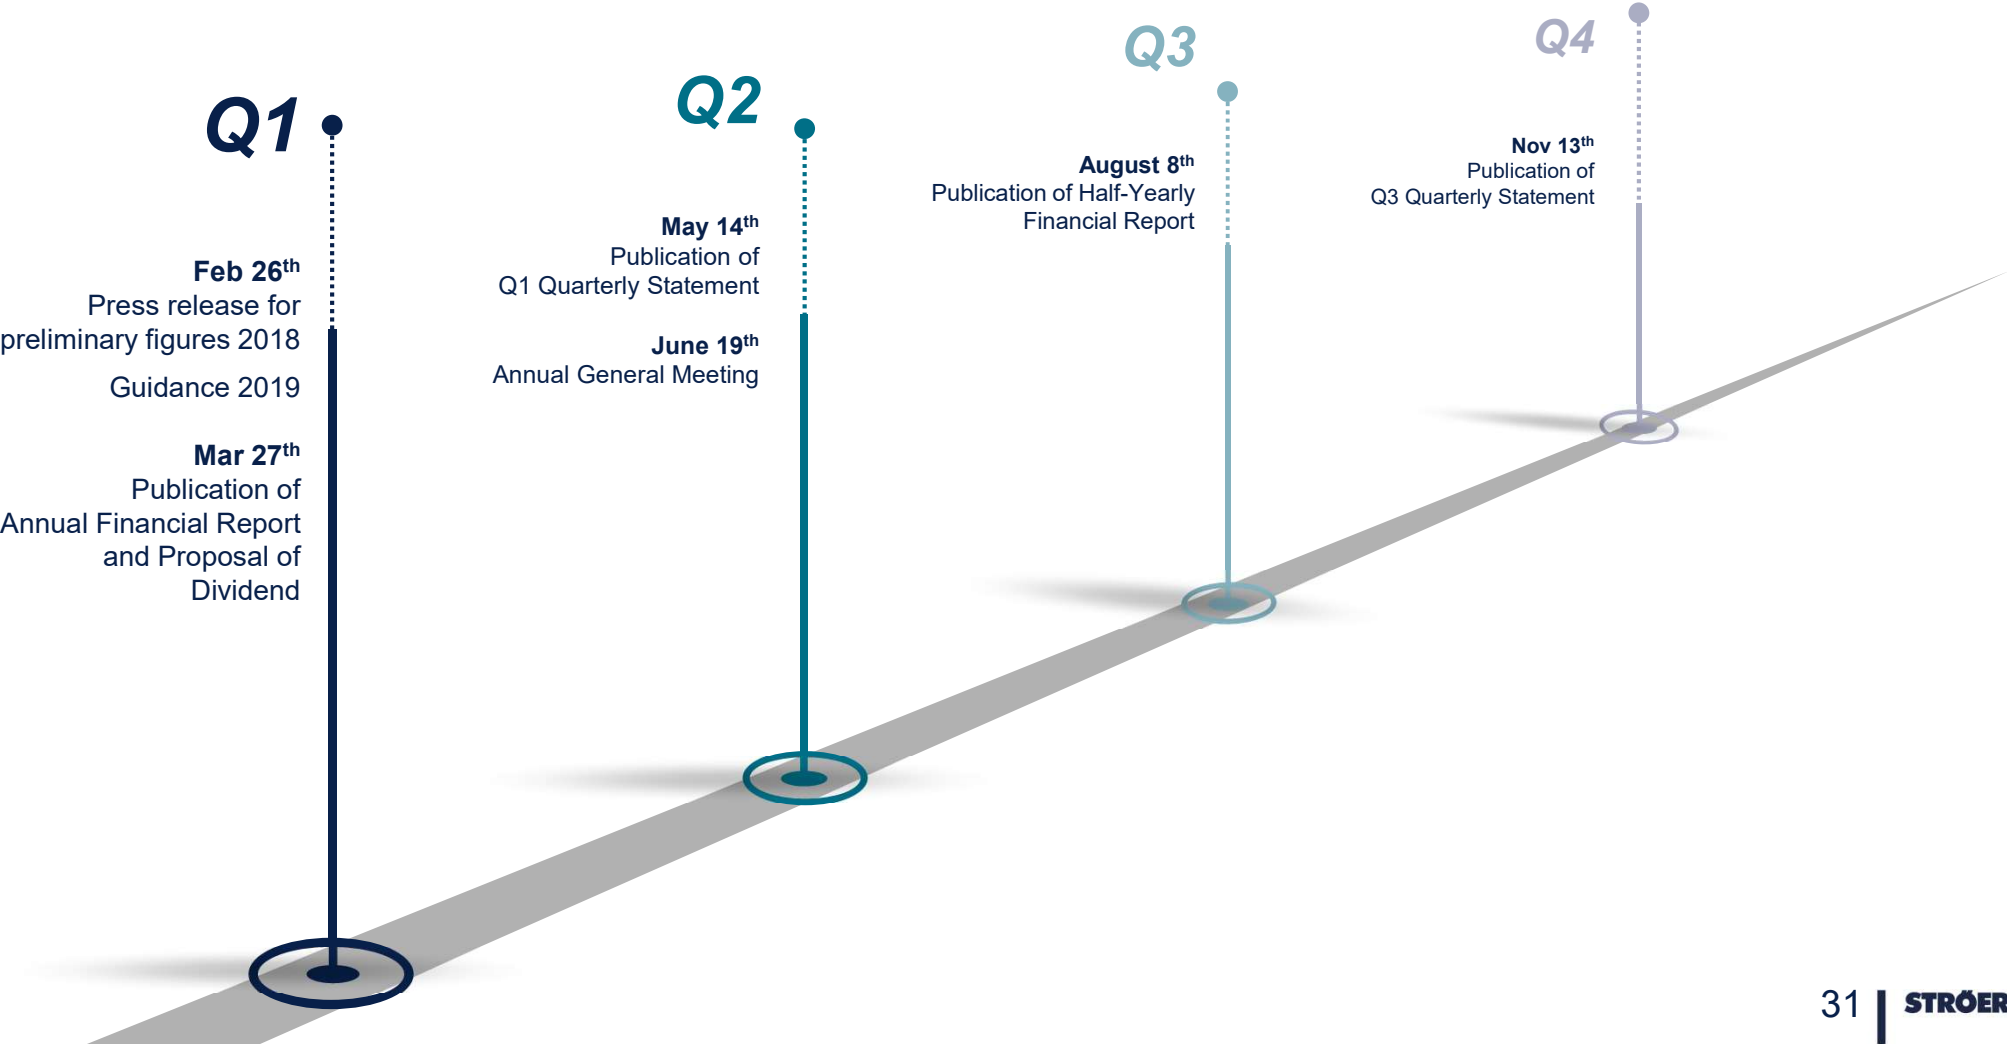 Q1
Feb 26th
Press release for
preliminary figures 2018
Guidance 2019
Mar 27th
Publication of
Annual Financial Report
and Proposal of
Dividend
Q2
May 14th
Publication of
Q1 Quarterly Statement
June 19th
Annual General Meeting
Q3
August 8th
Publication of Half-Yearly
Financial Report
Q4
Nov 13th
Publication of
Q3 Quarterly Statement
31
STRÖER